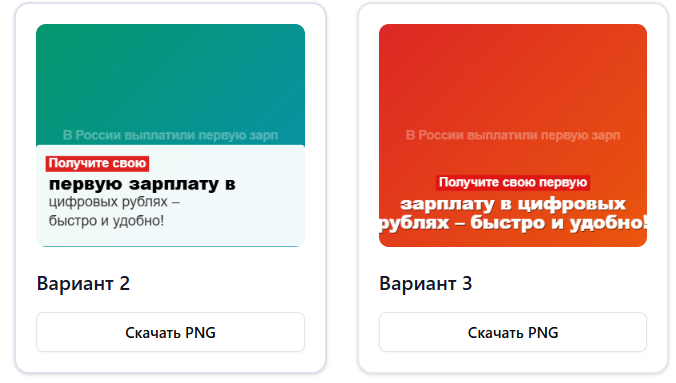 В России выплатили первую зарп
Получите свою
первую зарплату в
цифровых рублях –
быстро и удобно!
Вариант 2
Скачать PNG
В России выплатили первую зарп
Получите свою первую
зарплату в цифровых
рублях – быстро и удобно!
Вариант 3
Скачать PNG